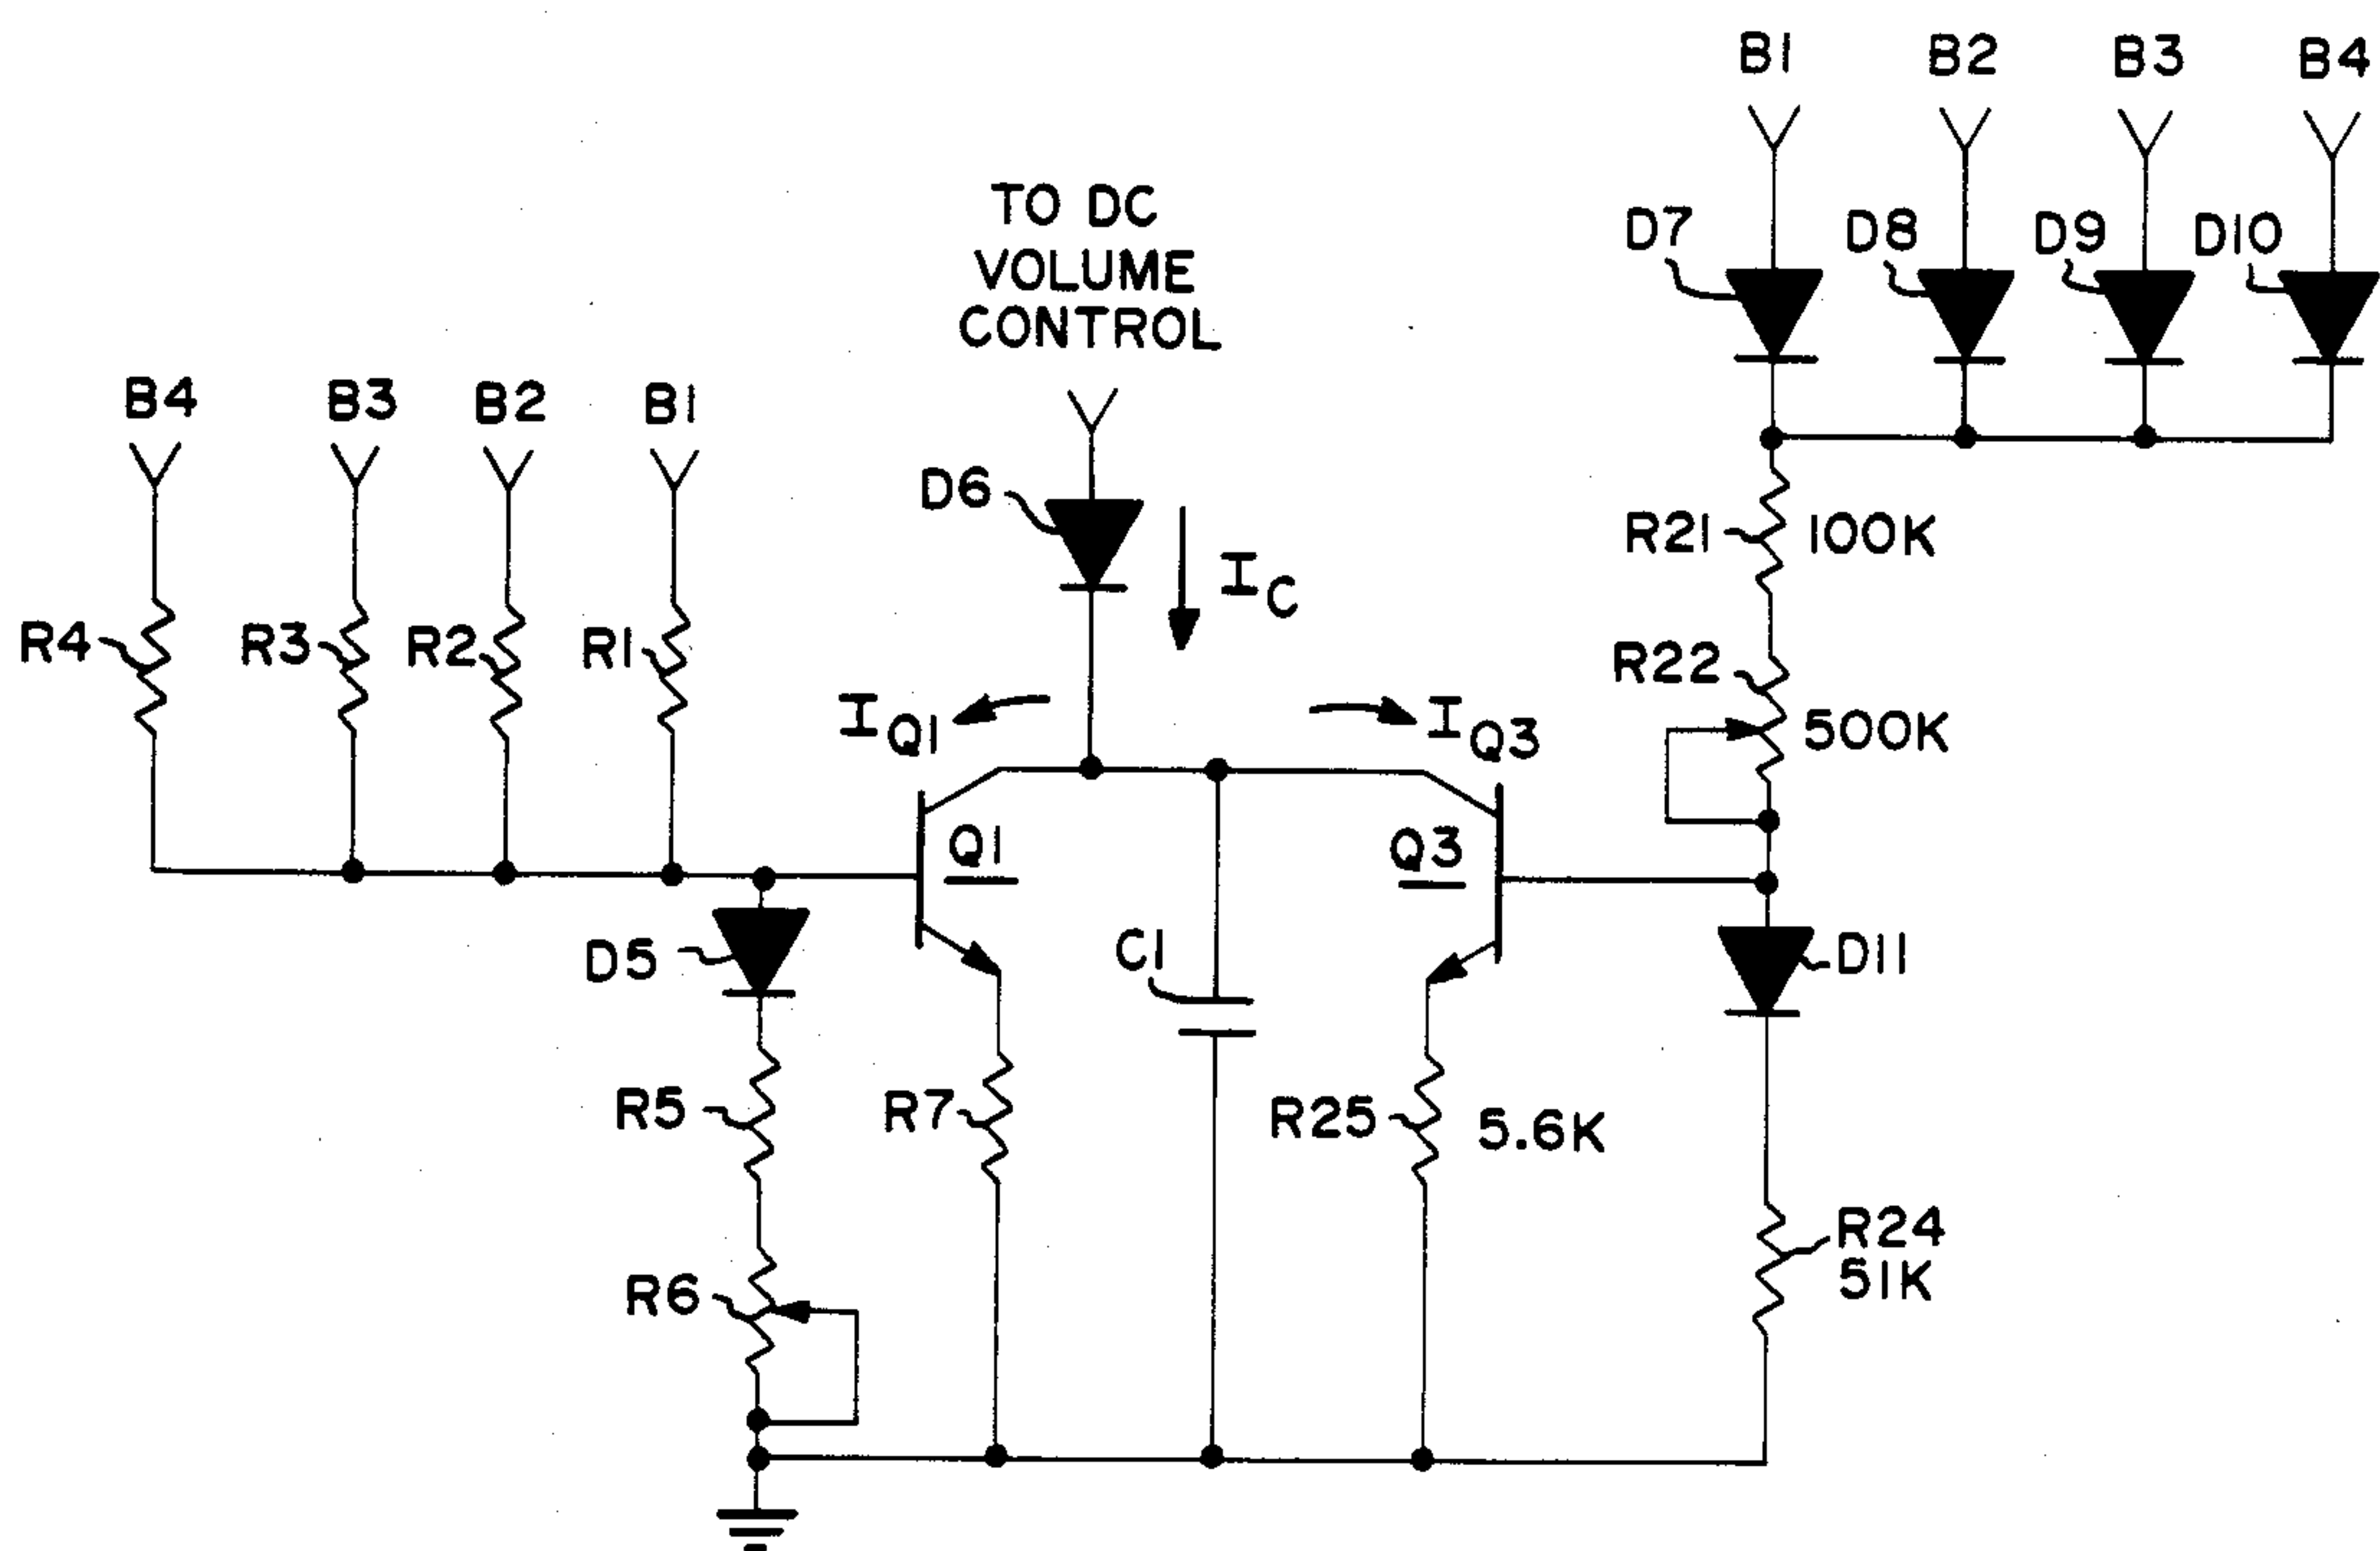 B1 B2 B3 B4
TO DC
VOLUME
CONTROL
D7 D8 D9 D10
B4 B3 B2 B1
D6
IC
R21 100K
R4 R3 R2 R1
R22
500K
IQ1 IQ3
Q1 Q3
D5
C1
D11
R5
R7
R25 5.6K
R6
R24
51K